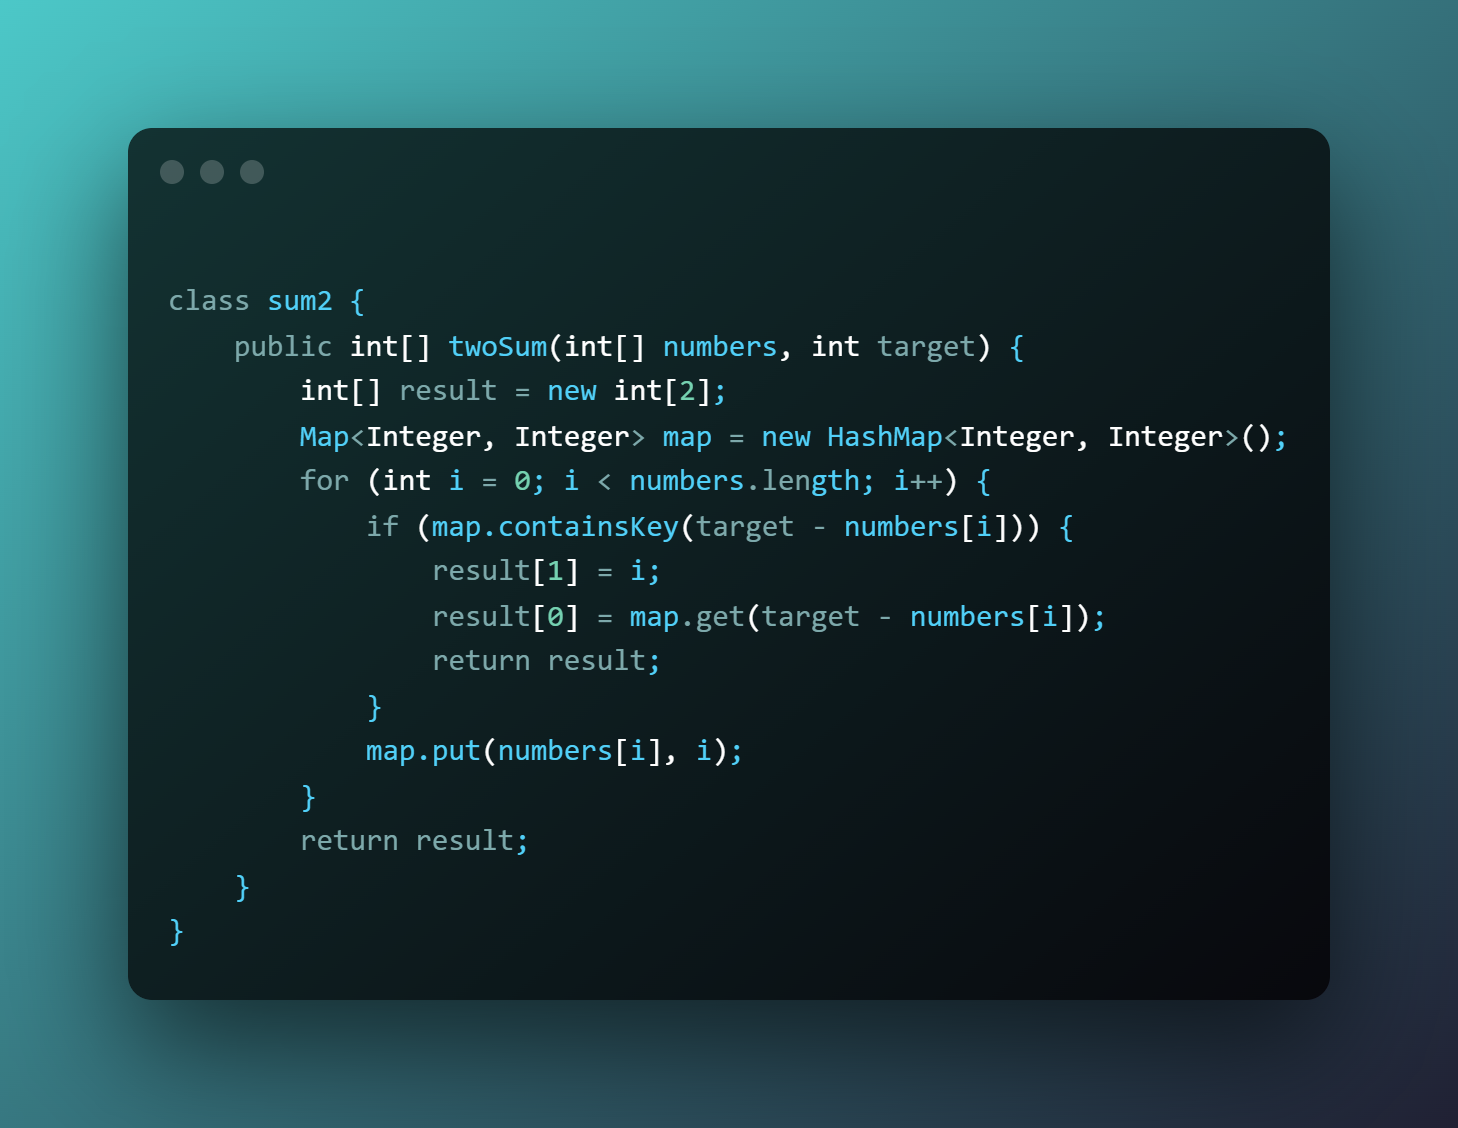 class sum2 {
    public int[] twoSum(int[] numbers, int target) {
        int[] result = new int[2];
        Map<Integer, Integer> map = new HashMap<Integer, Integer>();
        for (int i = 0; i < numbers.length; i++) {
            if (map.containsKey(target - numbers[i])) {
                result[1] = i;
                result[0] = map.get(target - numbers[i]);
                return result;
            }
            map.put(numbers[i], i);
        }
        return result;
    }
}